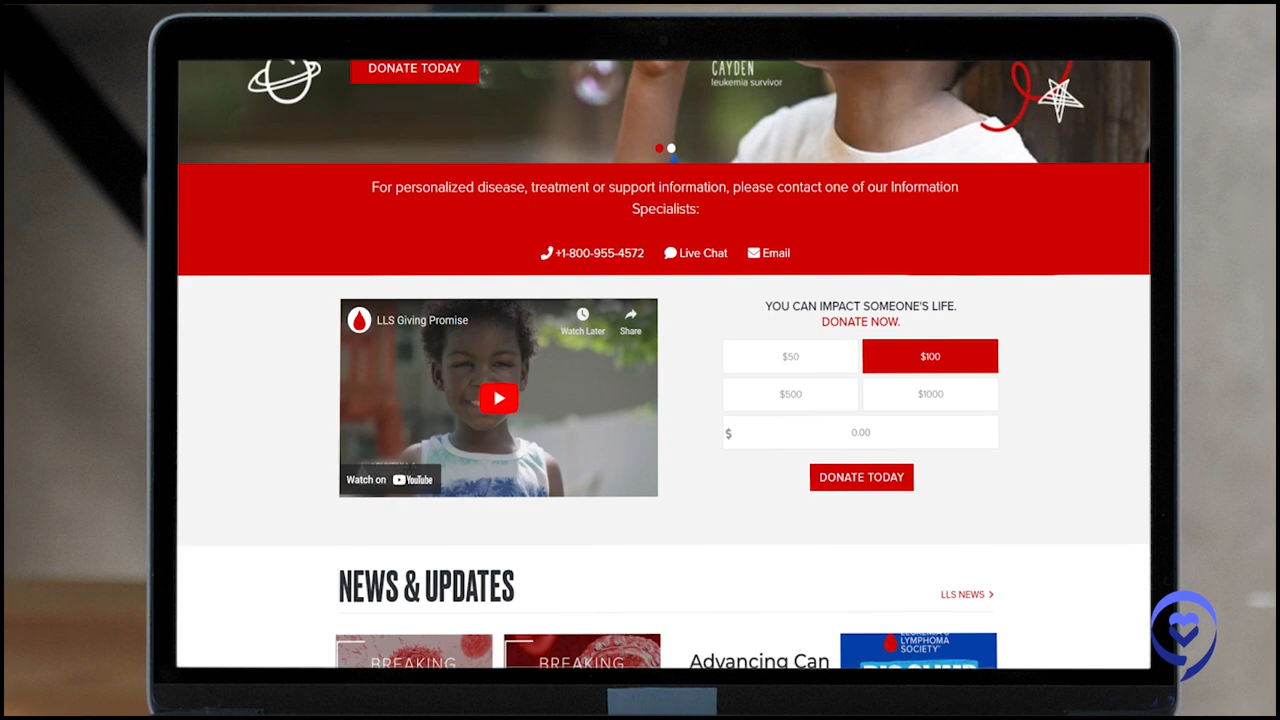 DONATE TODAY
CAYDEN
leukemia survivor
For personalized disease, treatment or support information, please contact one of our Information
Specialists:
+1-800-955-4572 Live Chat Email
LLS Giving Promise
Watch Later Share
Watch on YouTube
YOU CAN IMPACT SOMEONE'S LIFE.
DONATE NOW.
$50 $100
$500 $1000
$ 0.00
DONATE TODAY
NEWS & UPDATES
LLS NEWS
BREAKING
BREAKING
Advancing Can
LEUKEMIA &
LYMPHOMA
SOCIETY